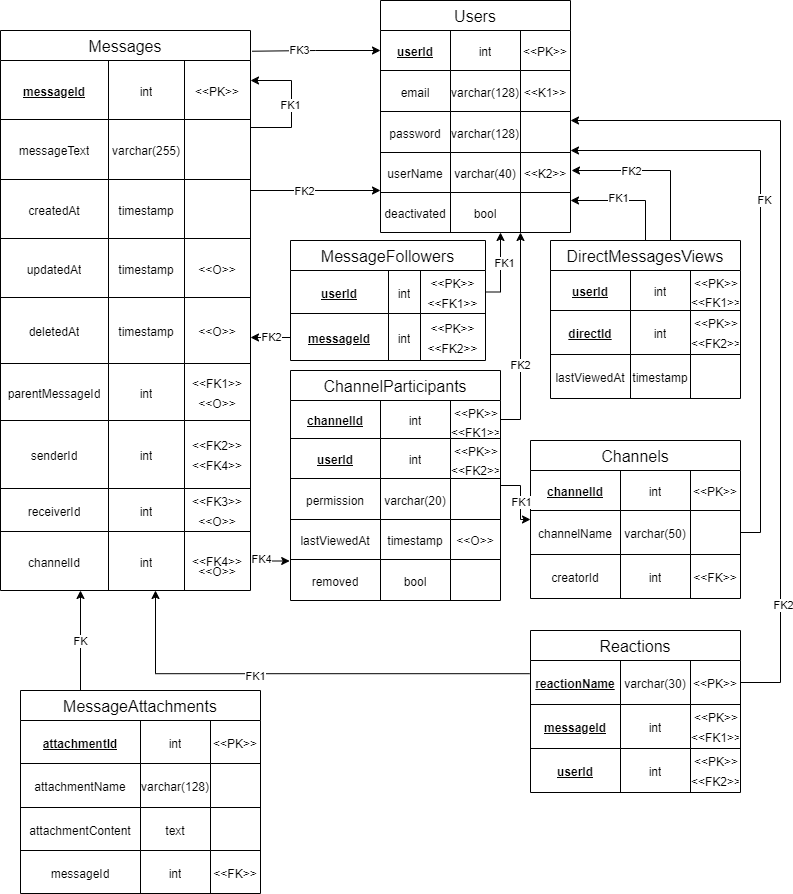 Users
userId int <<PK>>
email varchar(128) <<K1>>
password varchar(128)
userName varchar(40) <<K2>>
deactivated bool
Messages
messageId int <<PK>>
messageText varchar(255)
createdAt timestamp
updatedAt timestamp <<O>>
deletedAt timestamp <<O>>
parentMessageId int <<FK1>>
<<O>>
senderId int <<FK2>>
<<FK4>>
receiverId int <<FK3>>
<<O>>
channelId int <<FK4>>
<<O>>
FK3
FK1
FK2
FK4
MessageFollowers
userId int <<PK>>
<<FK1>>
messageId int <<PK>>
<<FK2>>
FK1
FK2
DirectMessagesViews
userId int <<PK>>
<<FK1>>
directId int <<PK>>
<<FK2>>
lastViewedAt timestamp
FK2
FK1
ChannelParticipants
channelId int <<PK>>
<<FK1>>
userId int <<PK>>
<<FK2>>
permission varchar(20)
lastViewedAt timestamp <<O>>
removed bool
FK2
FK1
Channels
channelId int <<PK>>
channelName varchar(50)
creatorId int <<FK>>
FK
Reactions
reactionName varchar(30) <<PK>>
messageId int <<PK>>
<<FK1>>
userId int <<PK>>
<<FK2>>
FK2
FK1
MessageAttachments
attachmentId int <<PK>>
attachmentName varchar(128)
attachmentContent text
messageId int <<FK>>
FK